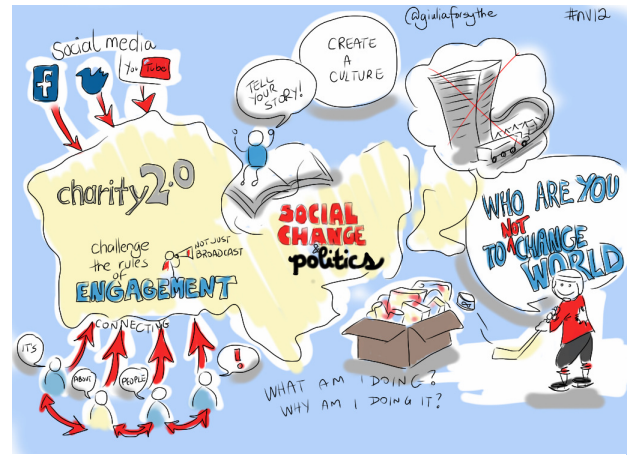 @giuliaforsythe
#nv12
Social media
f
You Tube
TELL
YOUR
STORY!
CREATE
A
CULTURE
charity 2.0
challenge
the rules
of
ENGAGEMENT
NOT JUST
BROADCAST
SOCIAL
CHANGE
&
politics
WHO ARE YOU
NOT
TO ^ CHANGE
WORLD
CONNECTING
IT'S
ABOUT
PEOPLE
!
WHAT AM I DOING?
WHY AM I DOING IT?